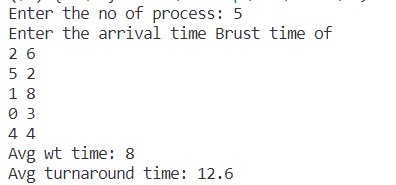 Enter the no of process: 5
Enter the arrival time Brust time of
2 6
5 2
1 8
0 3
4 4
Avg wt time: 8
Avg turnaround time: 12.6